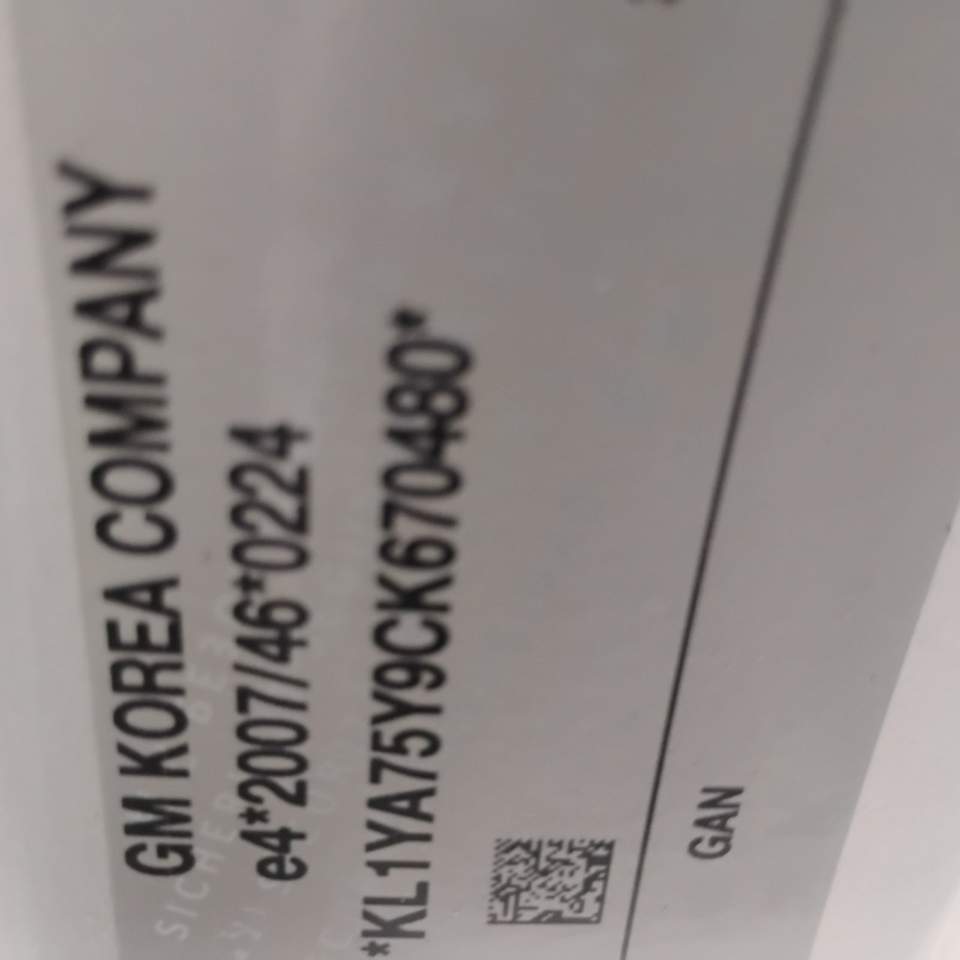 GM KOREA COMPANY
e4*2007/46*0224
*KL1YA75Y9CK670480*
GAN